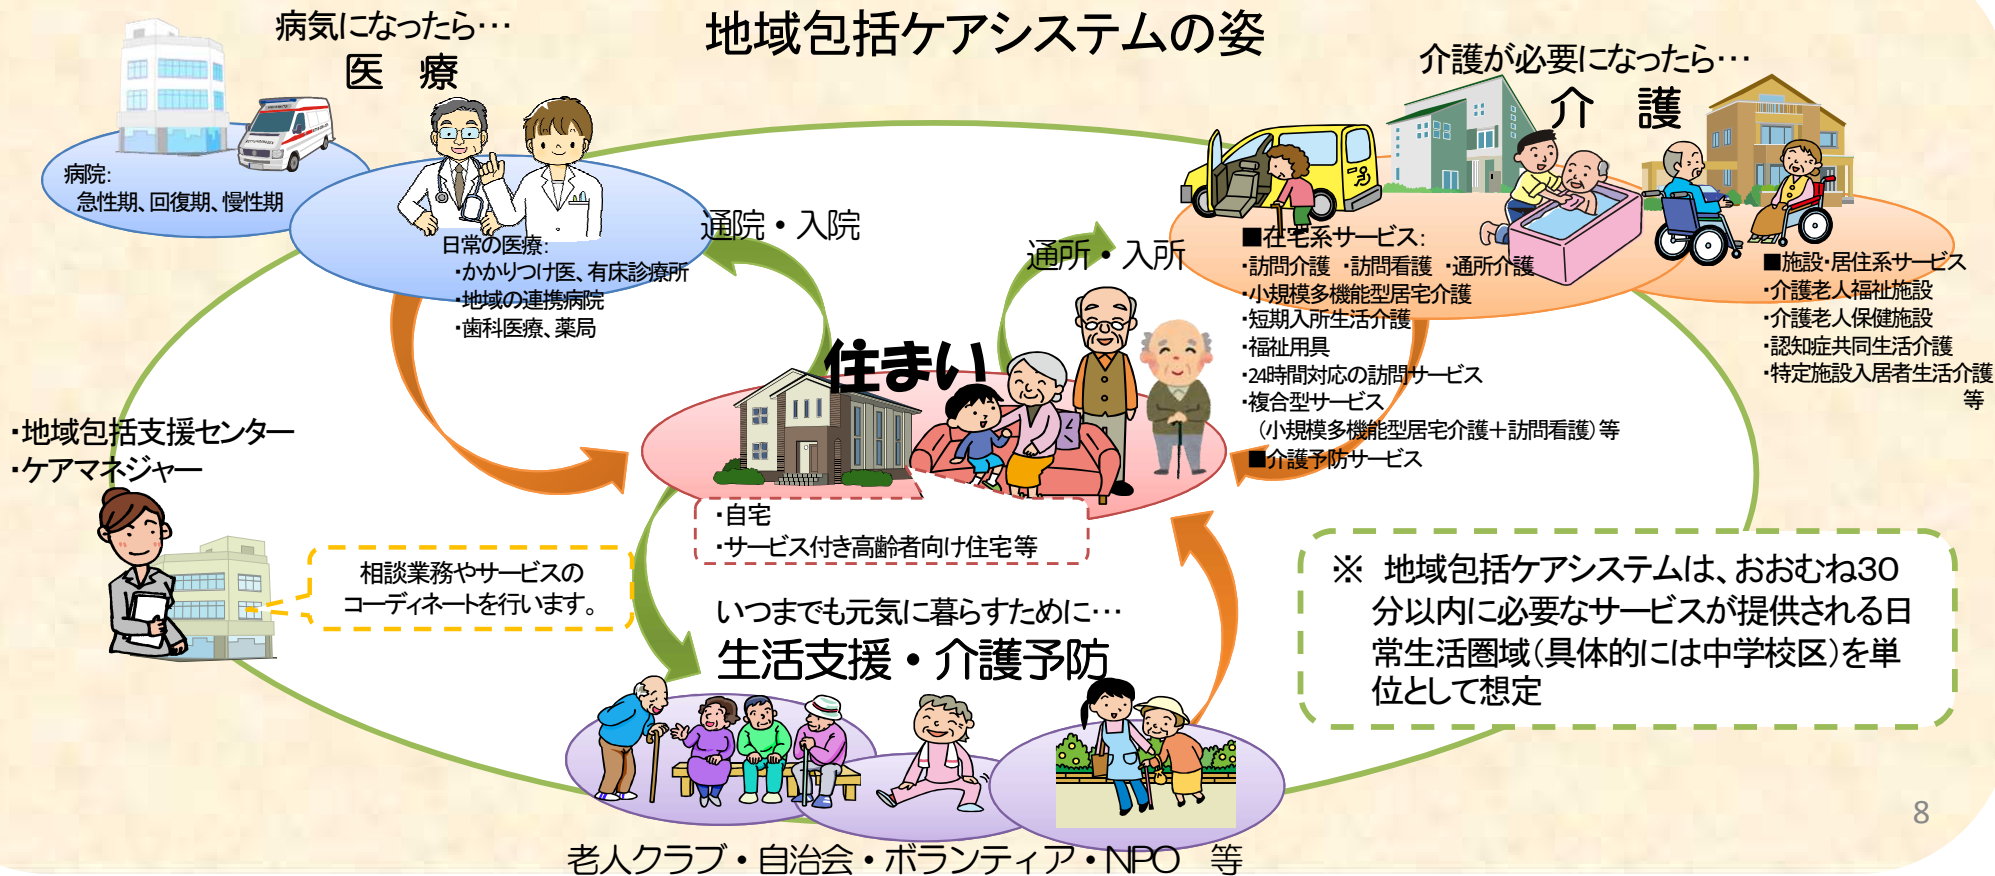 地域包括ケアシステムの姿
病気になったら…
医 療
病院:
急性期、回復期、慢性期
日常の医療:
・かかりつけ医、有床診療所
・地域の連携病院
・歯科医療、薬局
通院・入院
通所・入所
介護が必要になったら…
介 護
■在宅系サービス:
・訪問介護 ・訪問看護 ・通所介護
・小規模多機能型居宅介護
・短期入所生活介護
・福祉用具
・24時間対応の訪問サービス
・複合型サービス
(小規模多機能型居宅介護+訪問看護)等
■介護予防サービス
■施設・居住系サービス
・介護老人福祉施設
・介護老人保健施設
・認知症共同生活介護
・特定施設入居者生活介護
等
住まい
・自宅
・サービス付き高齢者向け住宅等
・地域包括支援センター
・ケアマネジャー
相談業務やサービスの
コーディネートを行います。
いつまでも元気に暮らすために…
生活支援・介護予防
老人クラブ・自治会・ボランティア・NPO 等
※ 地域包括ケアシステムは、おおむね30
分以内に必要なサービスが提供される日
常生活圏域(具体的には中学校区)を単
位として想定
8